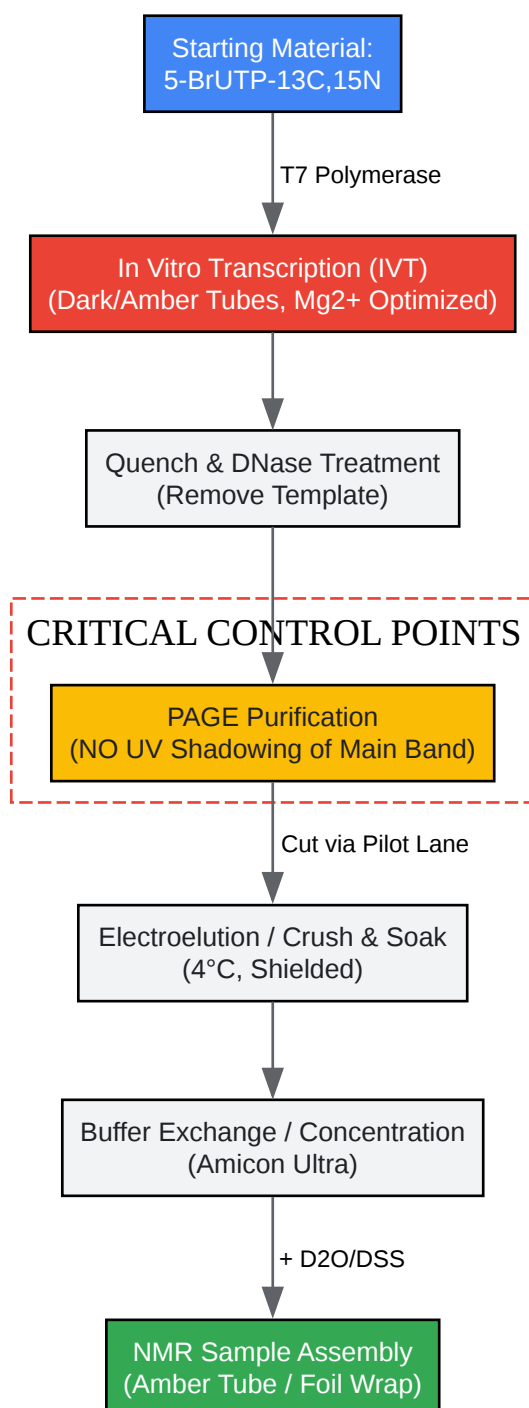 Starting Material:
5-BrUTP-13C,15N
T7 Polymerase
In Vitro Transcription (IVT)
(Dark/Amber Tubes, Mg2+ Optimized)
Quench & DNase Treatment
(Remove Template)
CRITICAL CONTROL POINTS
PAGE Purification
(NO UV Shadowing of Main Band)
Cut via Pilot Lane
Electroelution / Crush & Soak
(4°C, Shielded)
Buffer Exchange / Concentration
(Amicon Ultra)
+ D2O/DSS
NMR Sample Assembly
(Amber Tube / Foil Wrap)